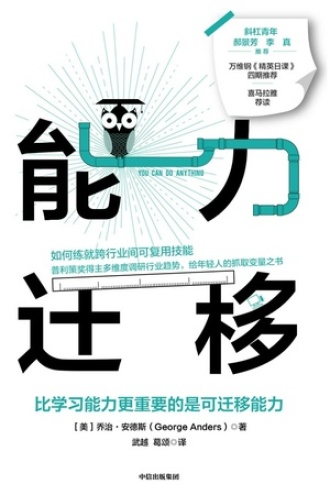 斜杠青年
郝景芳 李真
推荐
万维钢《精英日课》
四期推荐
喜马拉雅
荐读
能力
YOU CAN DO ANYTHING
如何练就跨行业间可复用技能
普利策奖得主多维度调研行业趋势，给年轻人的抓取变量之书
迁移
比学习能力更重要的是可迁移能力
【美】乔治·安德斯（George Anders）著
武越 葛颂 译
中信出版集团